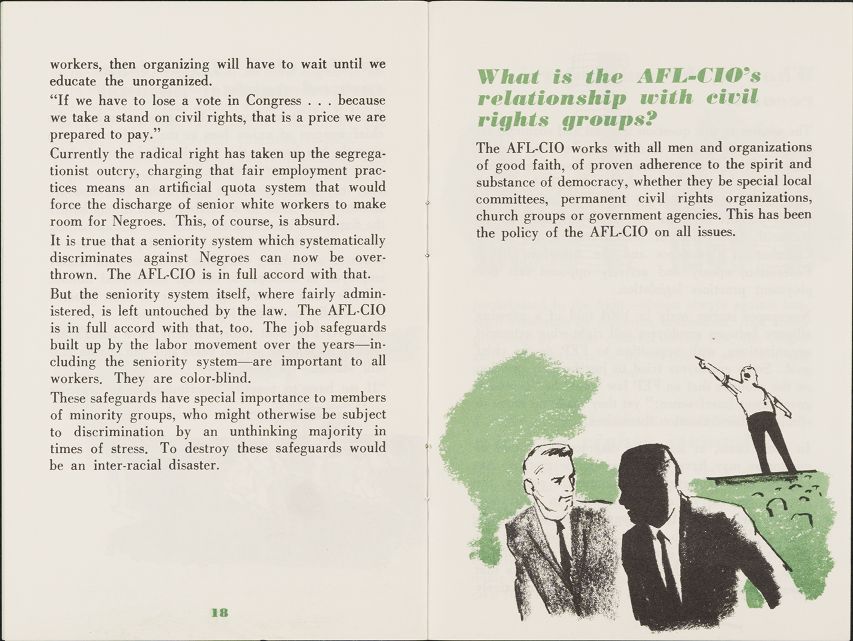 workers, then organizing will have to wait until we
educate the unorganized.
“If we have to lose a vote in Congress . . . because
we take a stand on civil rights, that is a price we are
prepared to pay.”
Currently the radical right has taken up the segrega-
tionist outcry, charging that fair employment prac-
tices means an artificial quota system that would
force the discharge of senior white workers to make
room for Negroes. This, of course, is absurd.
It is true that a seniority system which systematically
discriminates against Negroes can now be over-
thrown. The AFL-CIO is in full accord with that.
But the seniority system itself, where fairly admin-
istered, is left untouched by the law. The AFL-CIO
is in full accord with that, too. The job safeguards
built up by the labor movement over the years—in-
cluding the seniority system—are important to all
workers. They are color-blind.
These safeguards have special importance to members
of minority groups, who might otherwise be subject
to discrimination by an unthinking majority in
times of stress. To destroy these safeguards would
be an inter-racial disaster.
18
What is the AFL-CIO’s
relationship with civil
rights groups?
The AFL-CIO works with all men and organizations
of good faith, of proven adherence to the spirit and
substance of democracy, whether they be special local
committees, permanent civil rights organizations,
church groups or government agencies. This has been
the policy of the AFL-CIO on all issues.